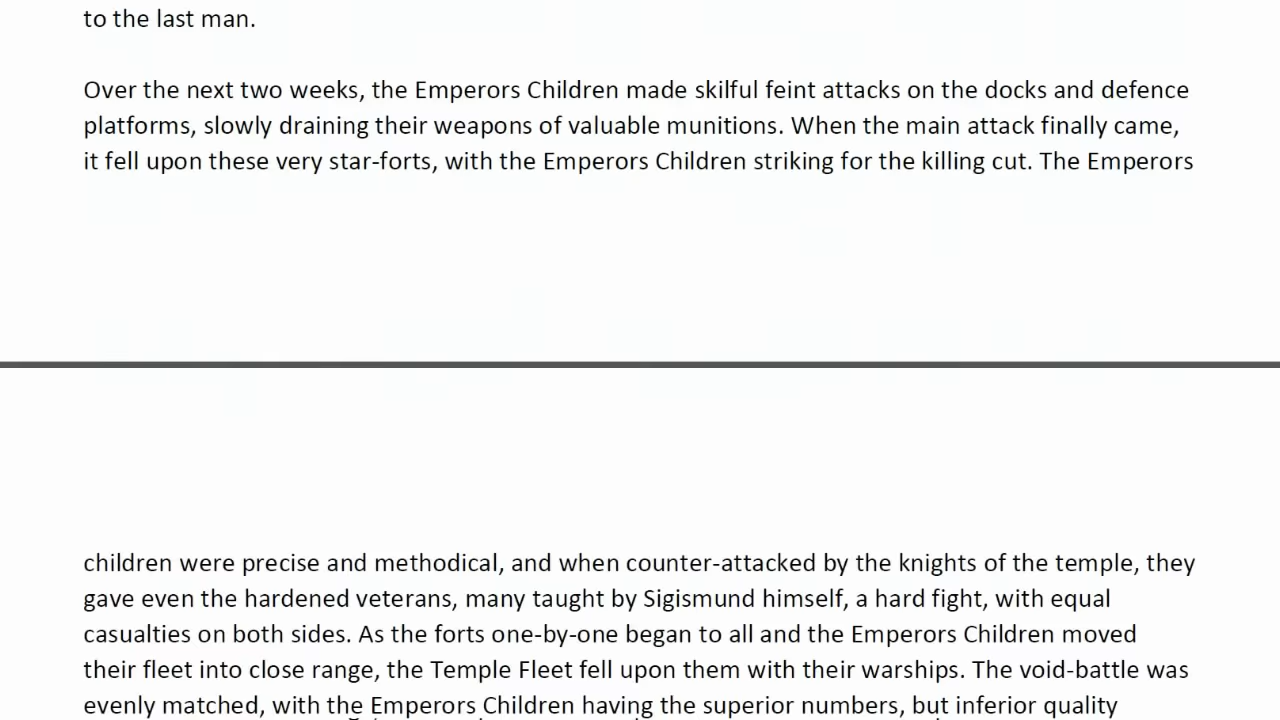 to the last man.
Over the next two weeks, the Emperors Children made skilful feint attacks on the docks and defence
platforms, slowly draining their weapons of valuable munitions. When the main attack finally came,
it fell upon these very star-forts, with the Emperors Children striking for the killing cut. The Emperors
children were precise and methodical, and when counter-attacked by the knights of the temple, they
gave even the hardened veterans, many taught by Sigismund himself, a hard fight, with equal
casualties on both sides. As the forts one-by-one began to all and the Emperors Children moved
their fleet into close range, the Temple Fleet fell upon them with their warships. The void-battle was
evenly matched, with the Emperors Children having the superior numbers, but inferior quality